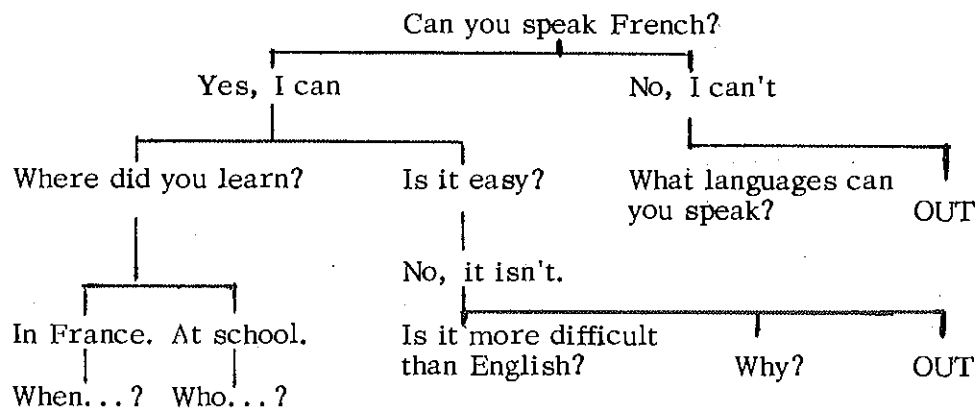 Can you speak French?
Yes, I can No, I can't
Where did you learn? Is it easy? What languages can
you speak? OUT
No, it isn't.
In France. At school. Is it more difficult
than English? Why? OUT
When...? Who...?